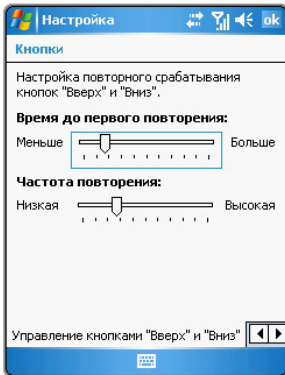 Настройка ok
Кнопки
Настройка повторного срабатывания
кнопок "Вверх" и "Вниз".
Время до первого повторения:
Меньше Больше
Частота повторения:
Низкая Высокая
Управление кнопками "Вверх" и "Вниз"